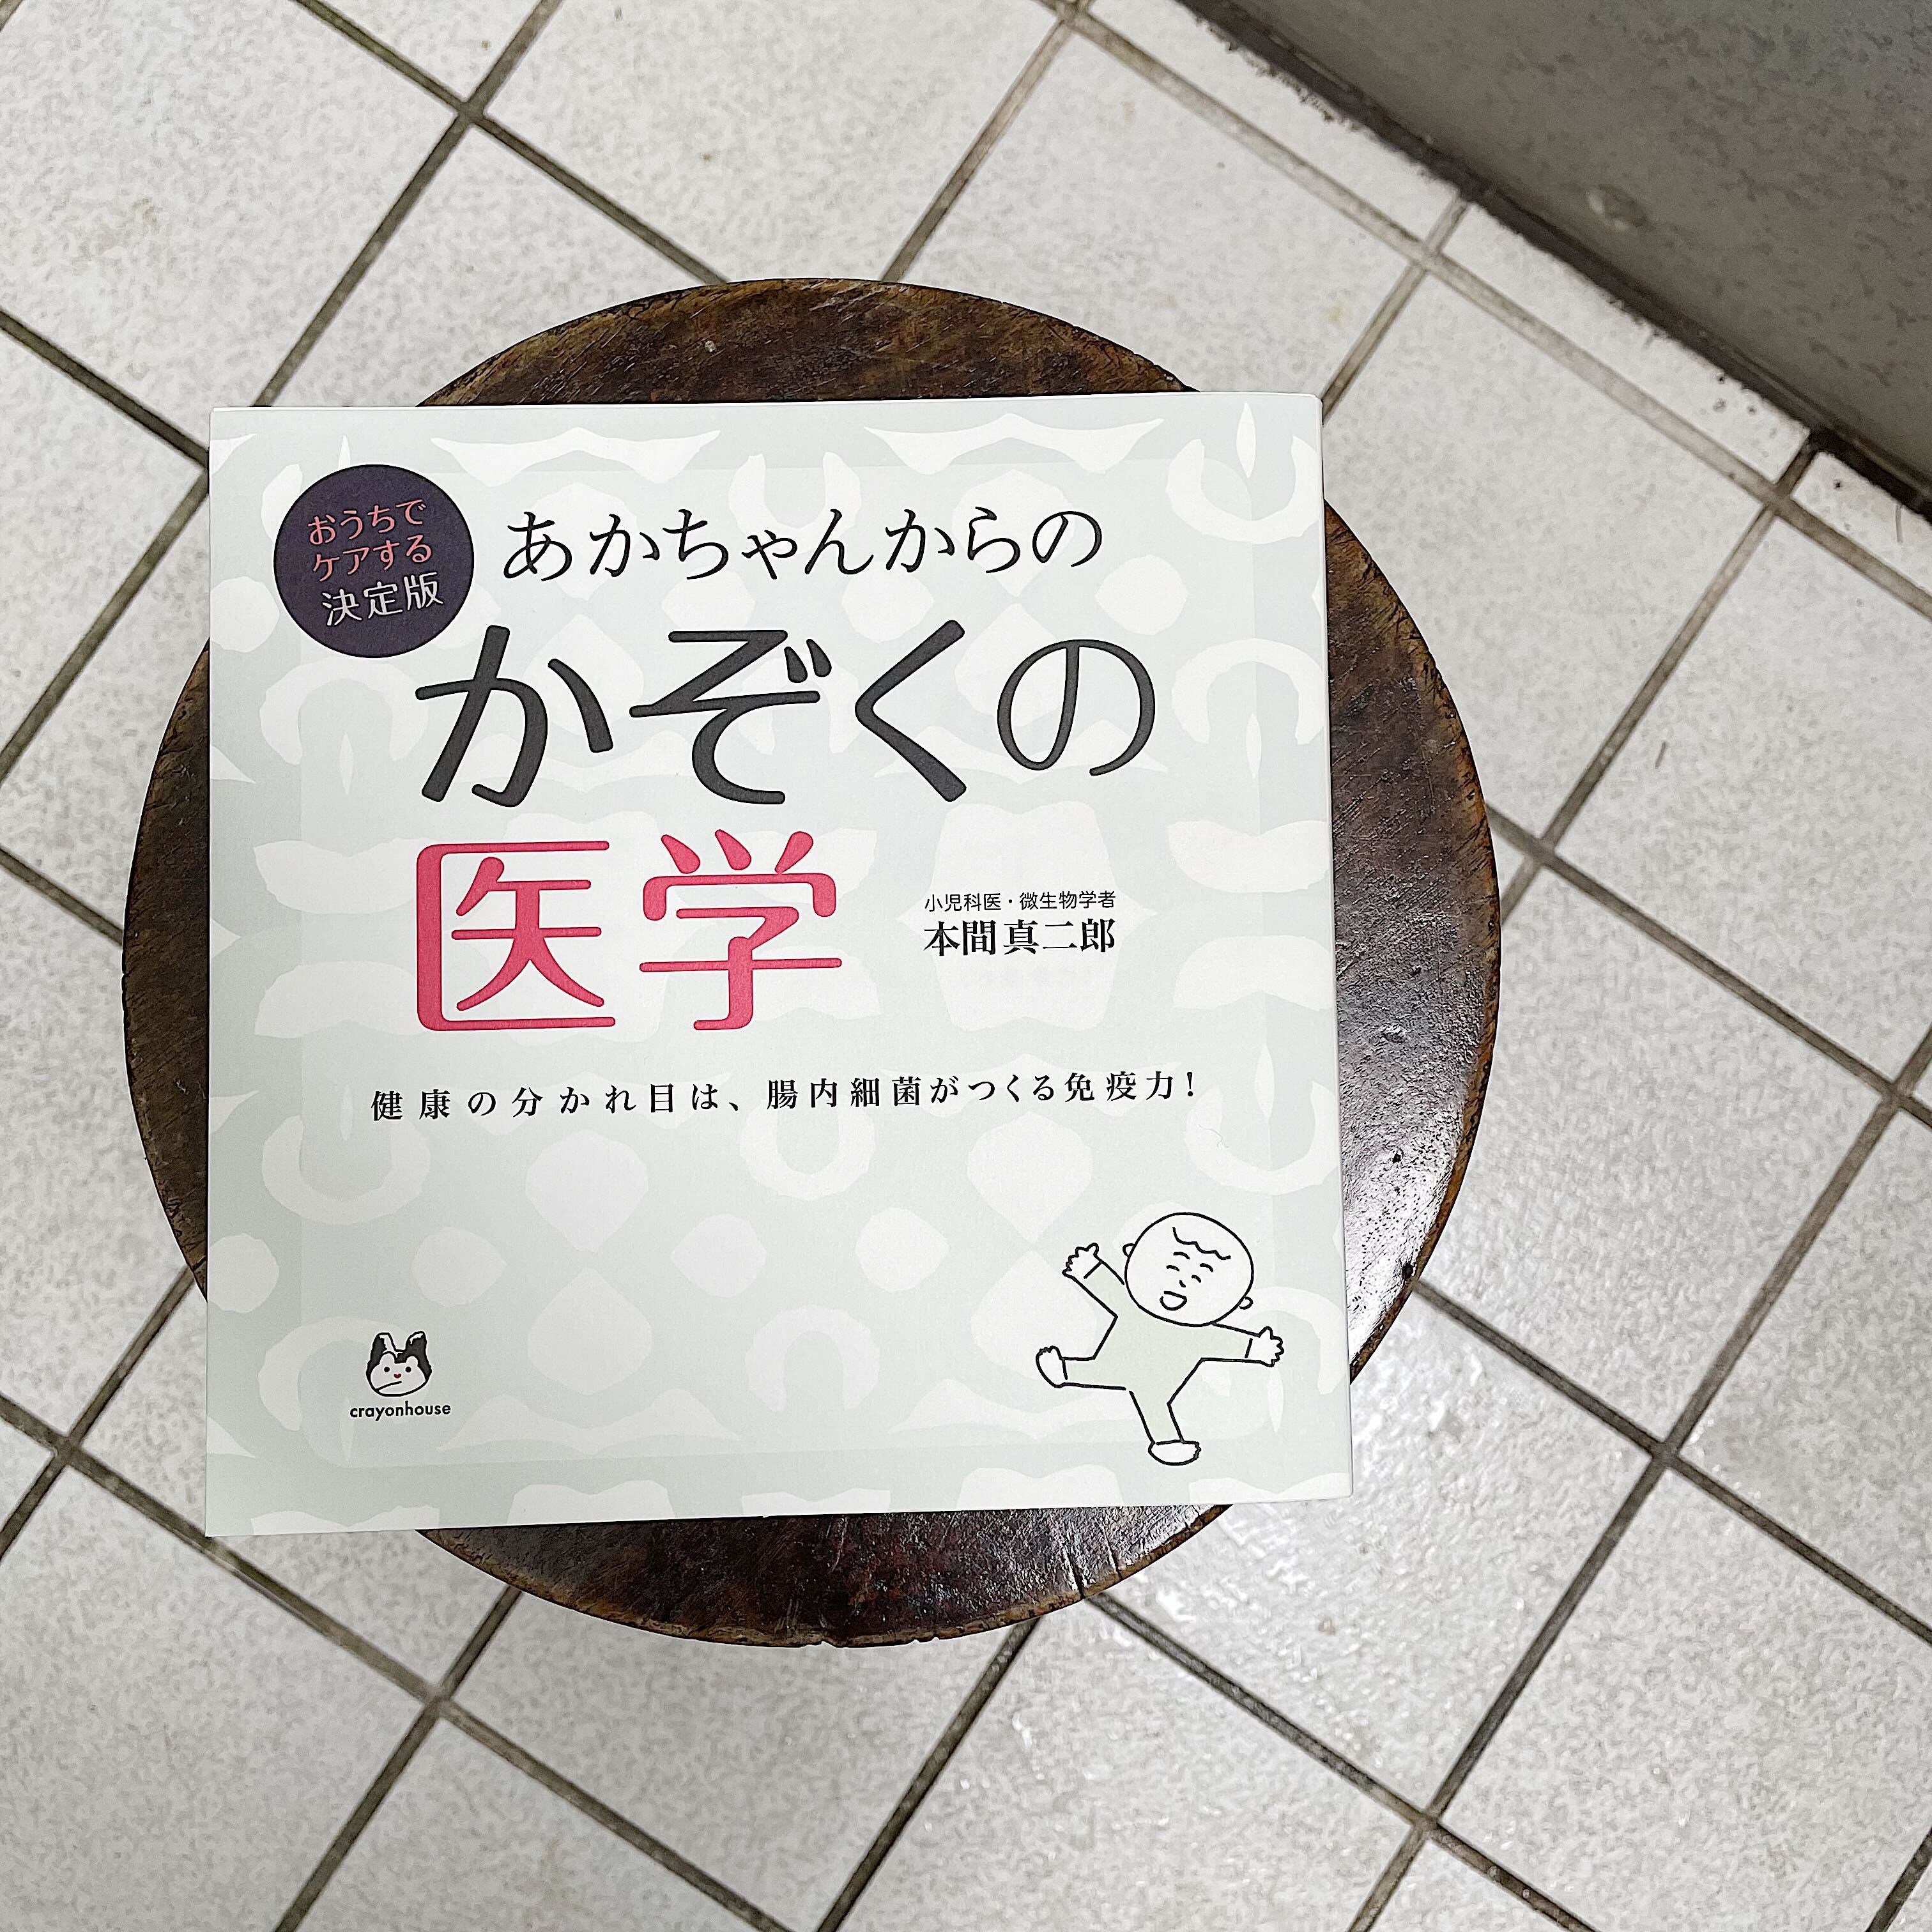 おうちで
ケアする
決定版
あかちゃんからの
かぞくの
医学
小児科医・微生物学者
本間真二郎
健康の分かれ目は、腸内細菌がつくる免疫力!
crayonhouse